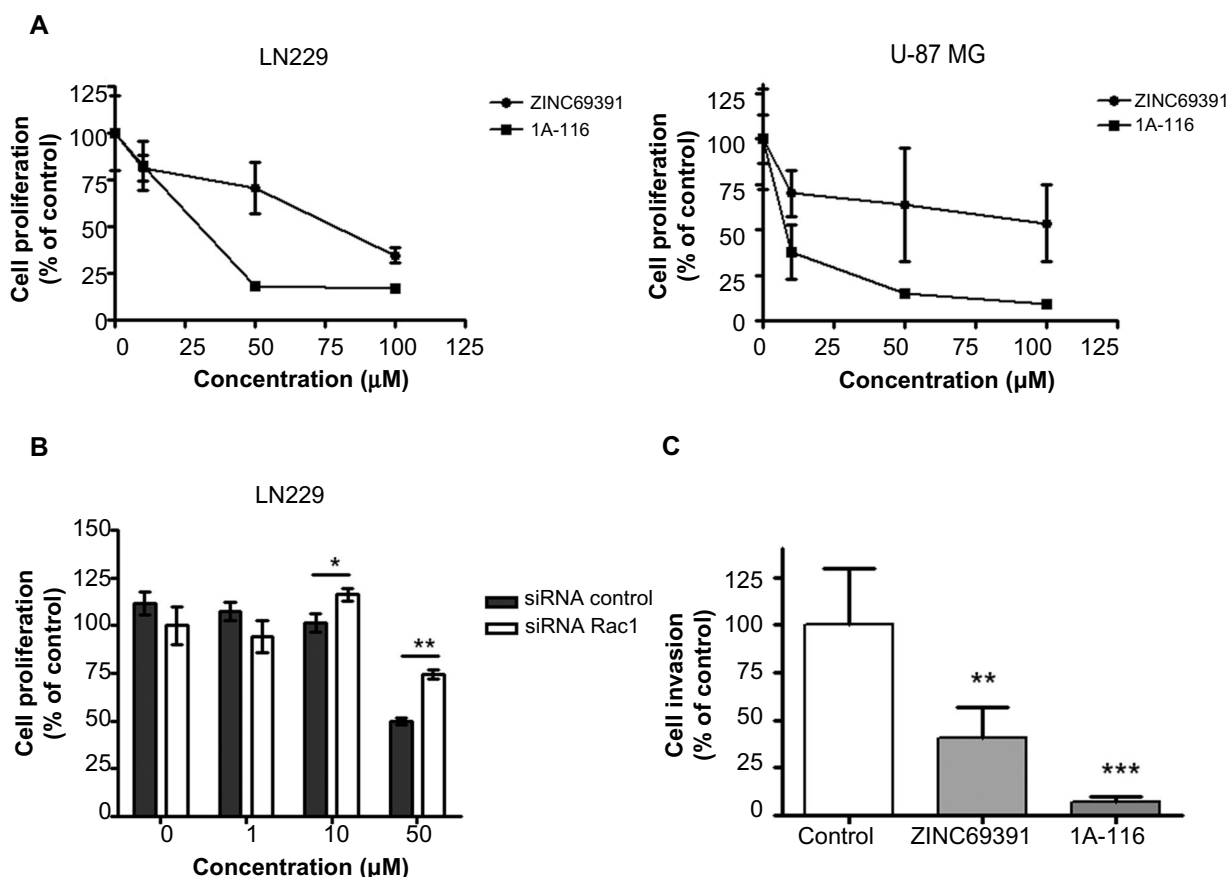 A
LN229
125
100
75
50
25
0
Cell proliferation
(% of control)
0 25 50 75 100 125
Concentration (μM)
ZINC69391
1A-116
U-87 MG
125
100
75
50
25
0
Cell proliferation
(% of control)
0 25 50 75 100 125
Concentration (µM)
ZINC69391
1A-116
B
LN229
150
125
100
75
50
25
0
Cell proliferation
(% of control)
*
**
0 1 10 50
Concentration (µM)
siRNA control
siRNA Rac1
C
125
100
75
50
25
0
Cell invasion
(% of control)
**
***
Control ZINC69391 1A-116